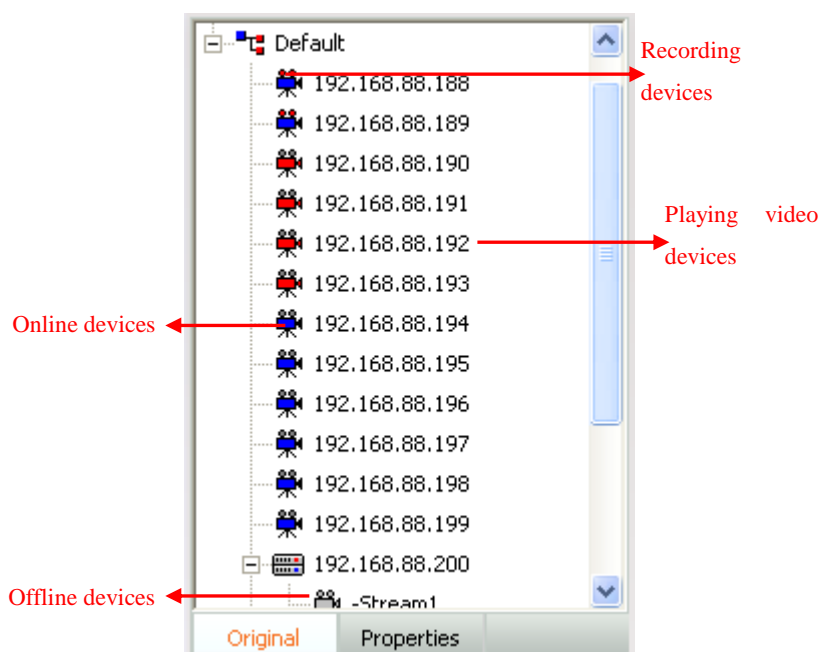 Default
192.168.88.188
192.168.88.189
192.168.88.190
192.168.88.191
192.168.88.192
192.168.88.193
192.168.88.194
192.168.88.195
192.168.88.196
192.168.88.197
192.168.88.198
192.168.88.199
192.168.88.200
-Stream1
Original Properties
Recording
devices
Playing video
devices
Online devices
Offline devices